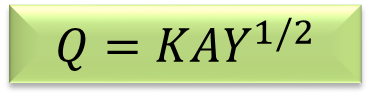 Q = KAY^{1/2}